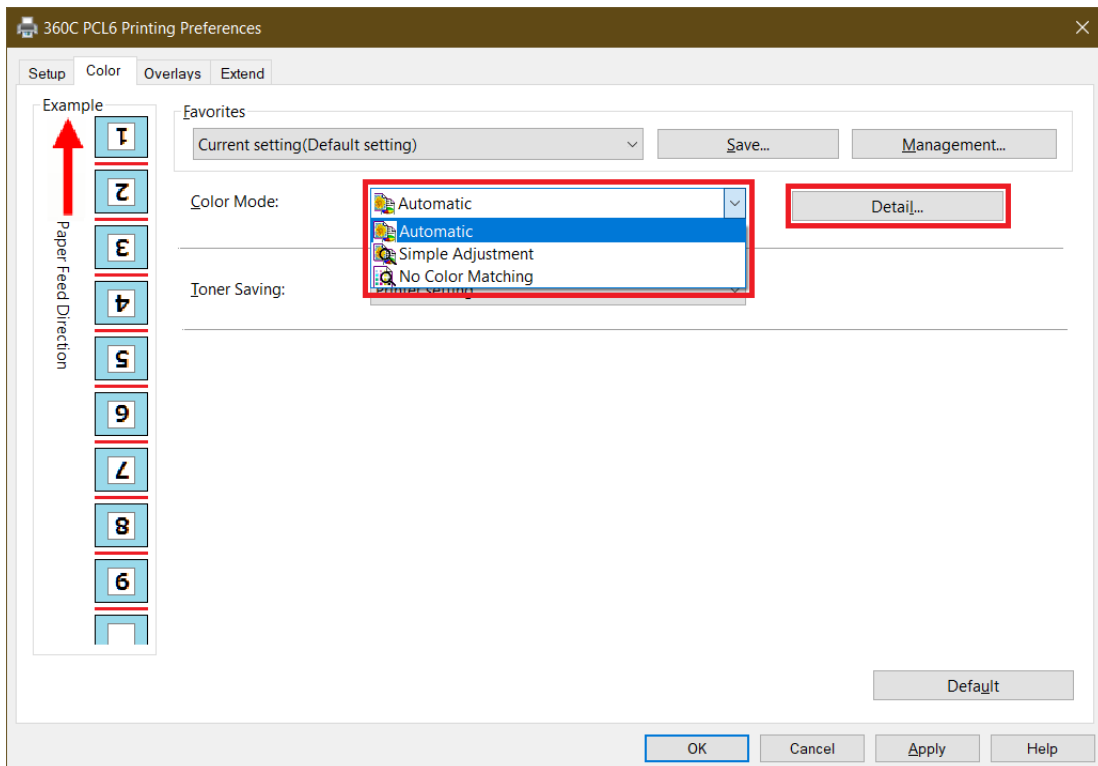 360C PCL6 Printing Preferences
Setup Color Overlays Extend
Example
Paper Feed Direction
1
2
3
4
5
6
7
8
9
Favorites
Current setting(Default setting) Save... Management...
Color Mode: Automatic Detail...
Automatic
Simple Adjustment
No Color Matching
Toner Saving: Printer setting
Default
OK Cancel Apply Help